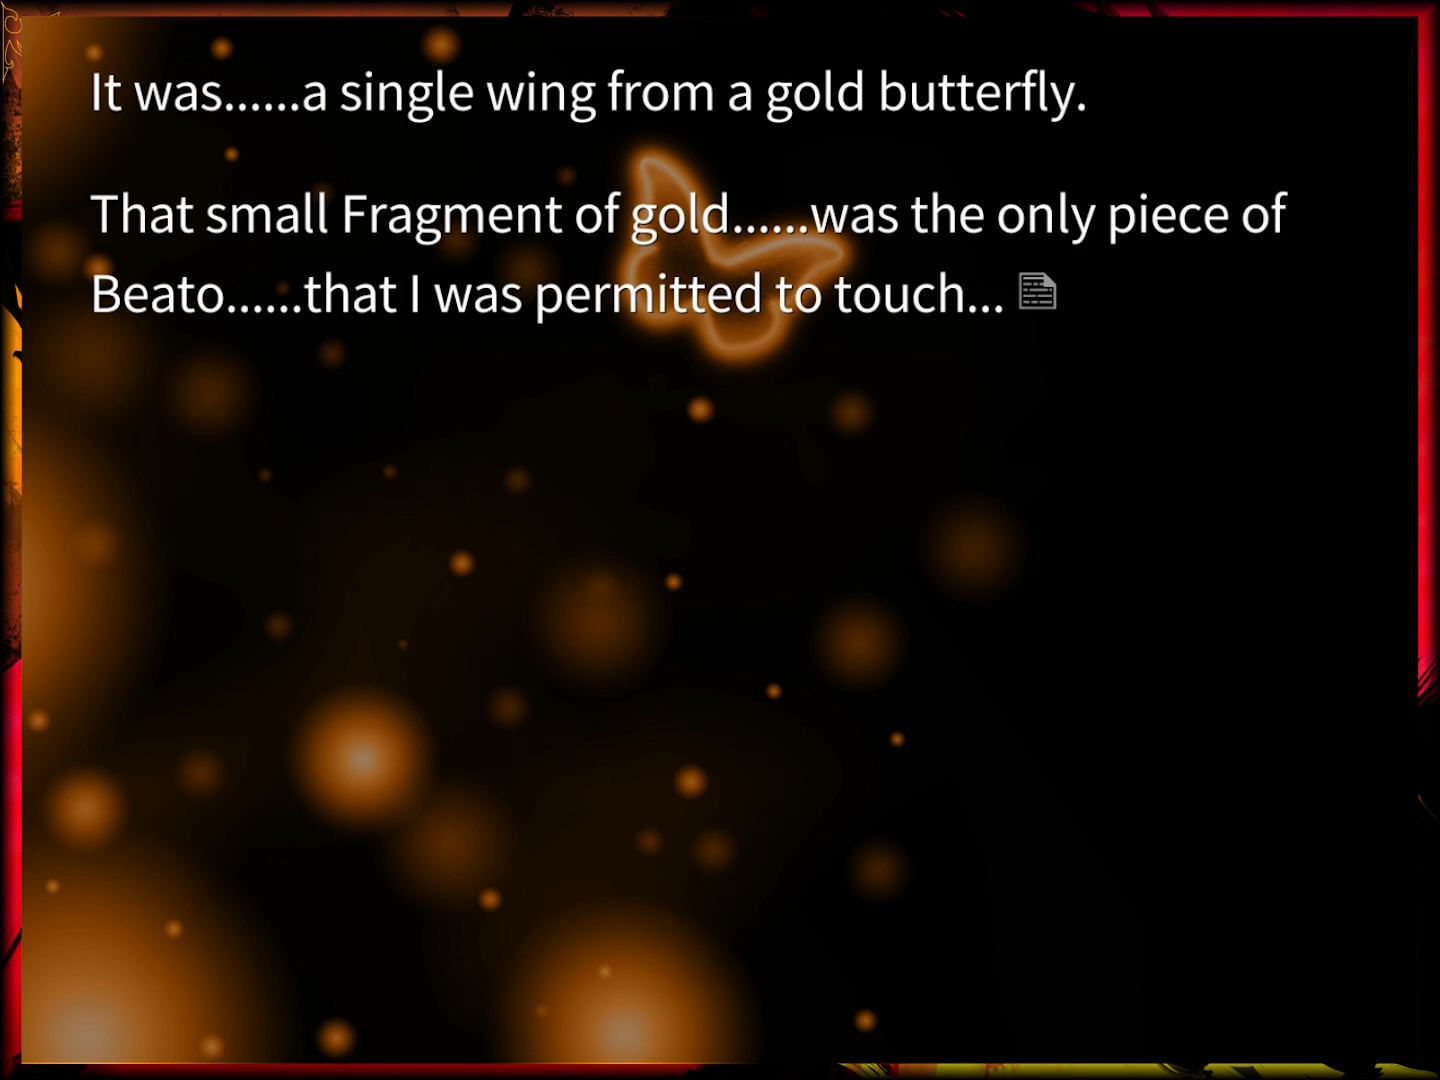 It was......a single wing from a gold butterfly.
That small Fragment of gold......was the only piece of
Beato......that I was permitted to touch...